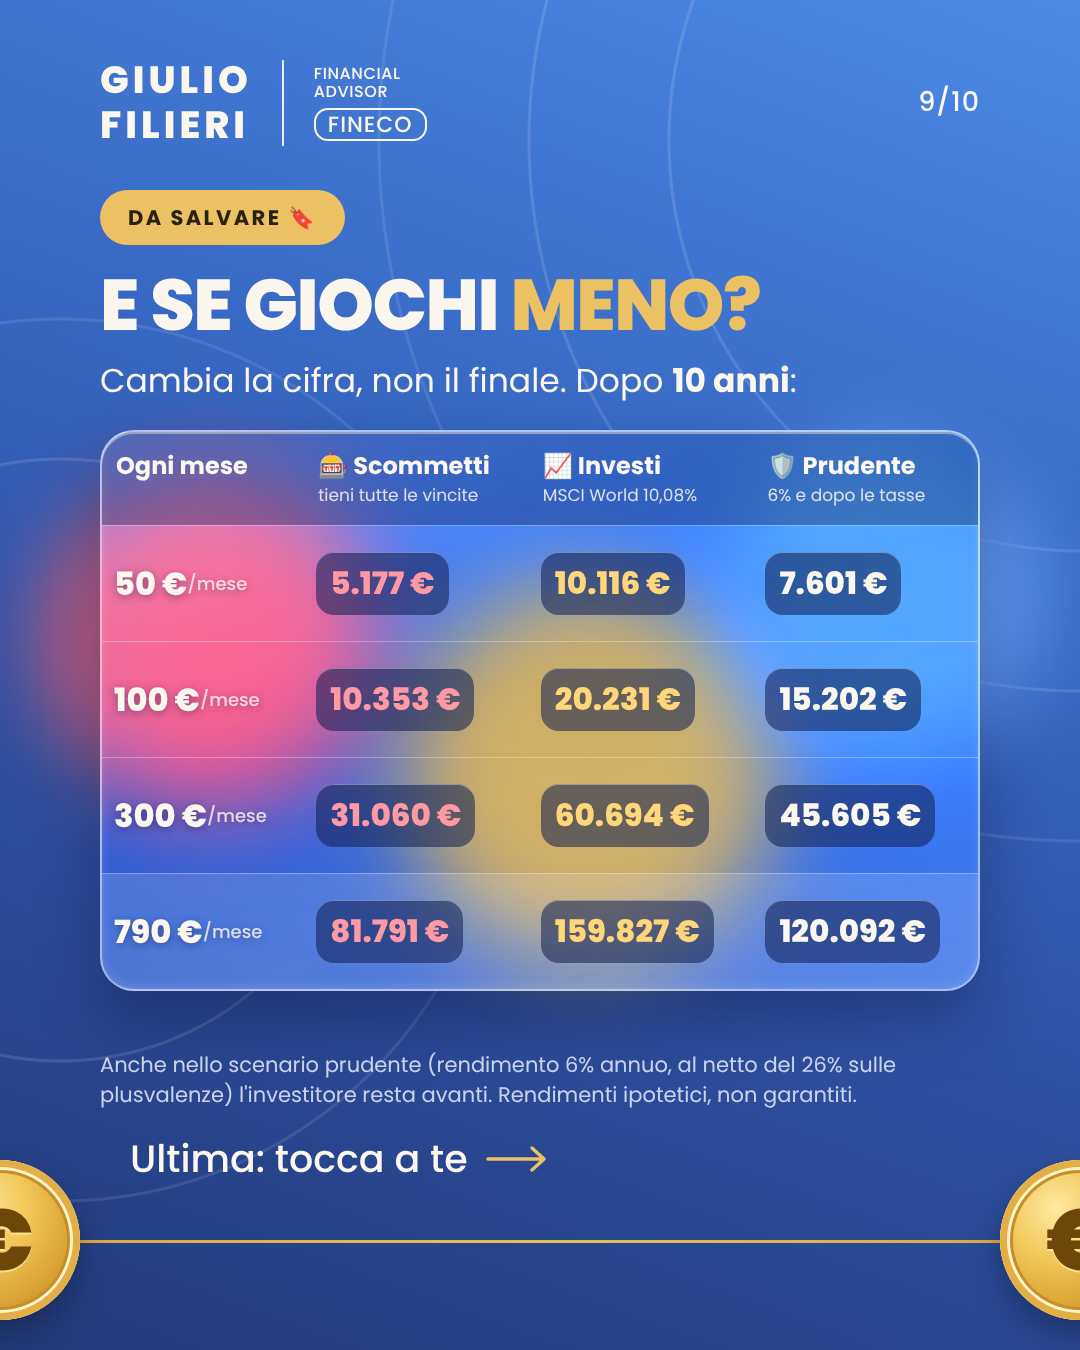 GIULIO
FILIERI
FINANCIAL
ADVISOR
FINECO
9/10
DA SALVARE 🔖
E SE GIOCHI MENO?
Cambia la cifra, non il finale. Dopo 10 anni:
Ogni mese 🎰 Scommetti 📈 Investi 🛡️ Prudente
tieni tutte le vincite MSCI World 10,08% 6% e dopo le tasse
50 €/mese 5.177 € 10.116 € 7.601 €
100 €/mese 10.353 € 20.231 € 15.202 €
300 €/mese 31.060 € 60.694 € 45.605 €
790 €/mese 81.791 € 159.827 € 120.092 €
Anche nello scenario prudente (rendimento 6% annuo, al netto del 26% sulle
plusvalenze) l'investitore resta avanti. Rendimenti ipotetici, non garantiti.
Ultima: tocca a te →
€ €